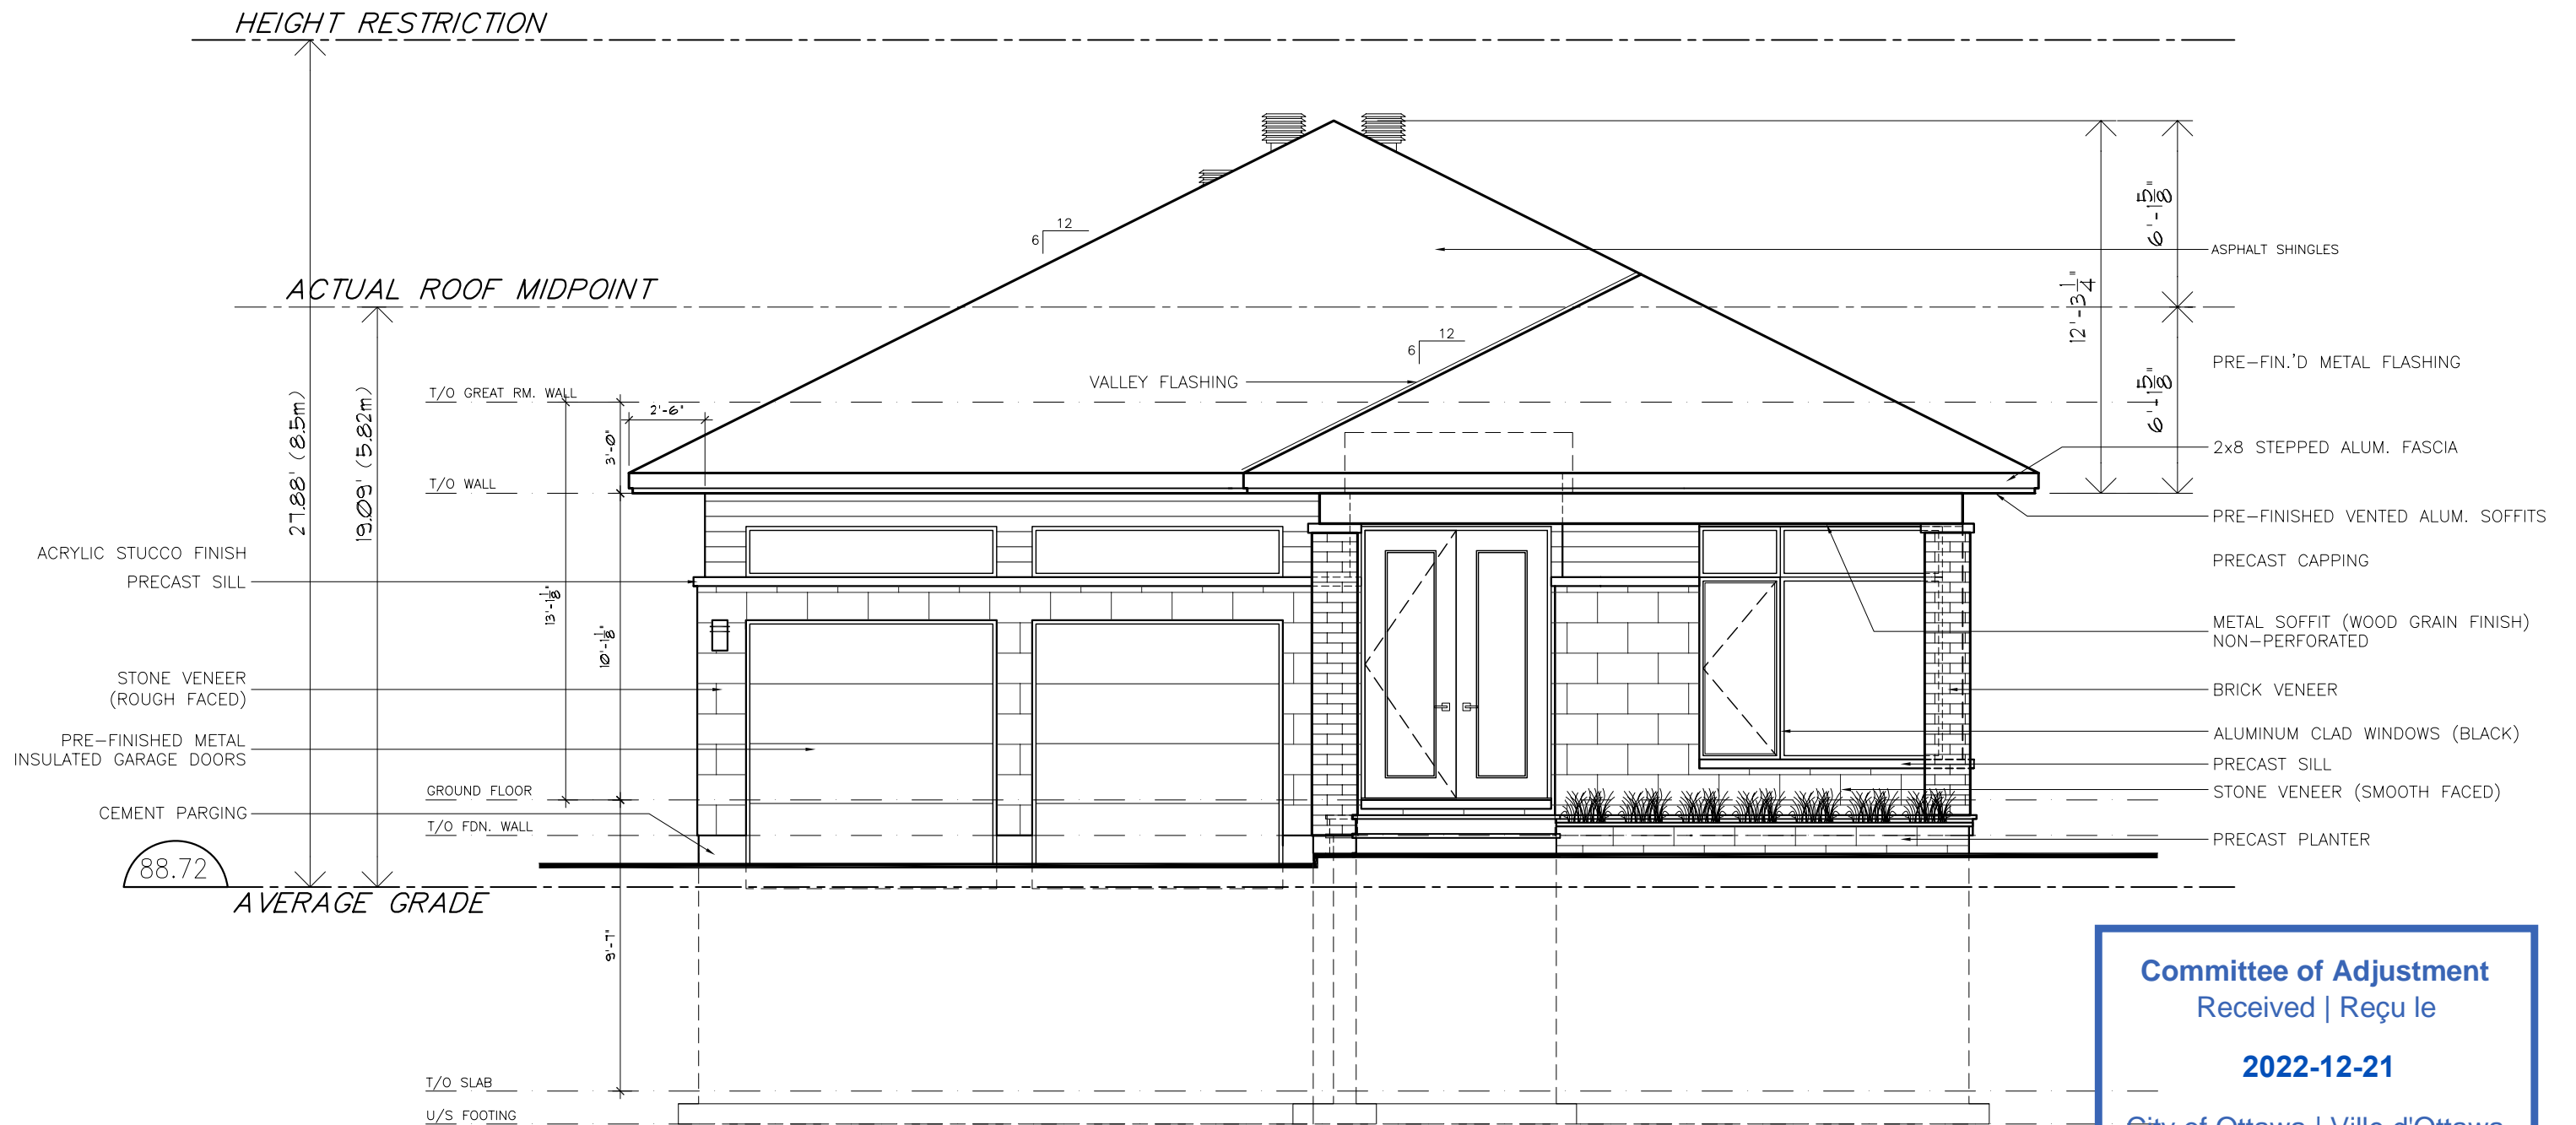 HEIGHT RESTRICTION
ACTUAL ROOF MIDPOINT
27.88' (8.5m)
19.09' (5.82m)
T/O GREAT RM. WALL
2'-6"
3'-0"
T/O WALL
13'-1 1/8"
10'-1 1/8"
GROUND FLOOR
T/O FDN. WALL
88.72
AVERAGE GRADE
9'-7"
T/O SLAB
U/S FOOTING
ACRYLIC STUCCO FINISH
PRECAST SILL
STONE VENEER
(ROUGH FACED)
PRE-FINISHED METAL
INSULATED GARAGE DOORS
CEMENT PARGING
12
6
12
6
VALLEY FLASHING
12'-3 1/4"
6'-1 5/8"
6'-1 5/8"
ASPHALT SHINGLES
PRE-FIN.'D METAL FLASHING
2x8 STEPPED ALUM. FASCIA
PRE-FINISHED VENTED ALUM. SOFFITS
PRECAST CAPPING
METAL SOFFIT (WOOD GRAIN FINISH)
NON-PERFORATED
BRICK VENEER
ALUMINUM CLAD WINDOWS (BLACK)
PRECAST SILL
STONE VENEER (SMOOTH FACED)
PRECAST PLANTER
Committee of Adjustment
Received | Reçu le
2022-12-21
City of Ottawa | Ville d'Ottawa